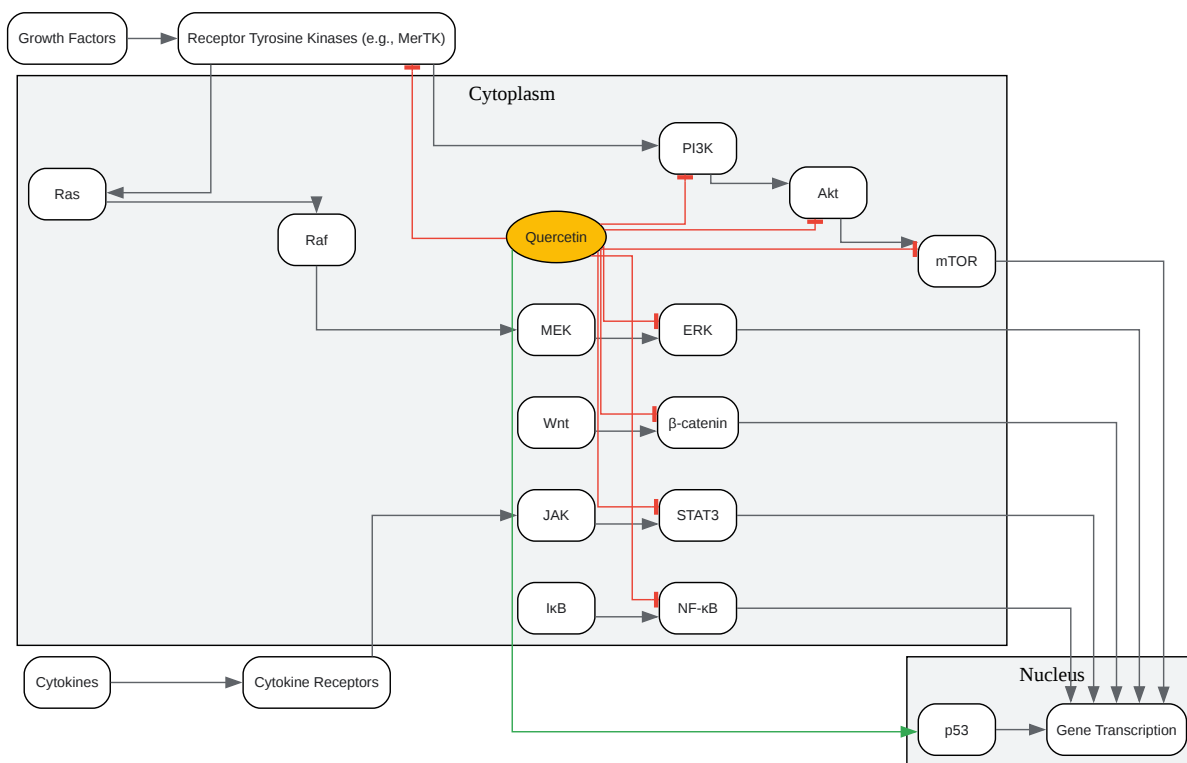 Growth Factors
Receptor Tyrosine Kinases (e.g., MerTK)
Cytoplasm
PI3K
Ras
Akt
Raf
Quercetin
mTOR
MEK
ERK
Wnt
β-catenin
JAK
STAT3
IκB
NF-κB
Cytokines
Cytokine Receptors
Nucleus
p53
Gene Transcription